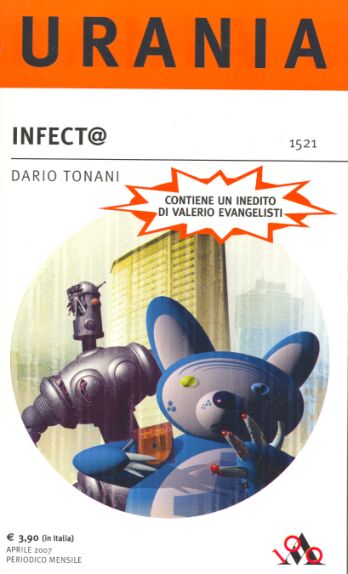 URANIA
INFECT@
1521
DARIO TONANI
CONTIENE UN INEDITO
DI VALERIO EVANGELISTI
€ 3,90 (in Italia)
APRILE 2007
PERIODICO MENSILE